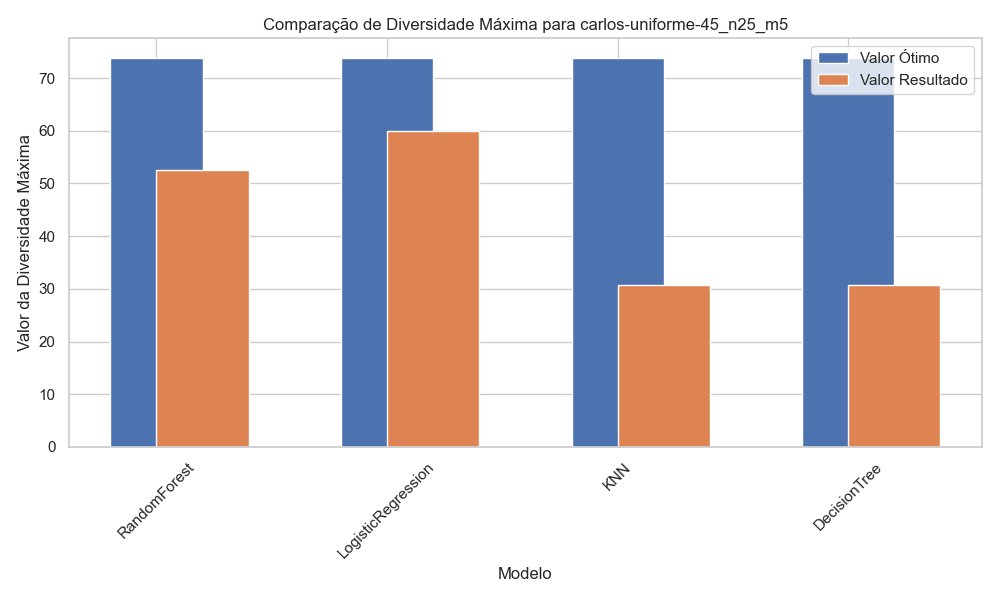 Comparação de Diversidade Máxima para carlos-uniforme-45_n25_m5
Valor Ótimo
Valor Resultado
Valor da Diversidade Máxima
70
60
50
40
30
20
10
0
RandomForest
LogisticRegression
KNN
DecisionTree
Modelo